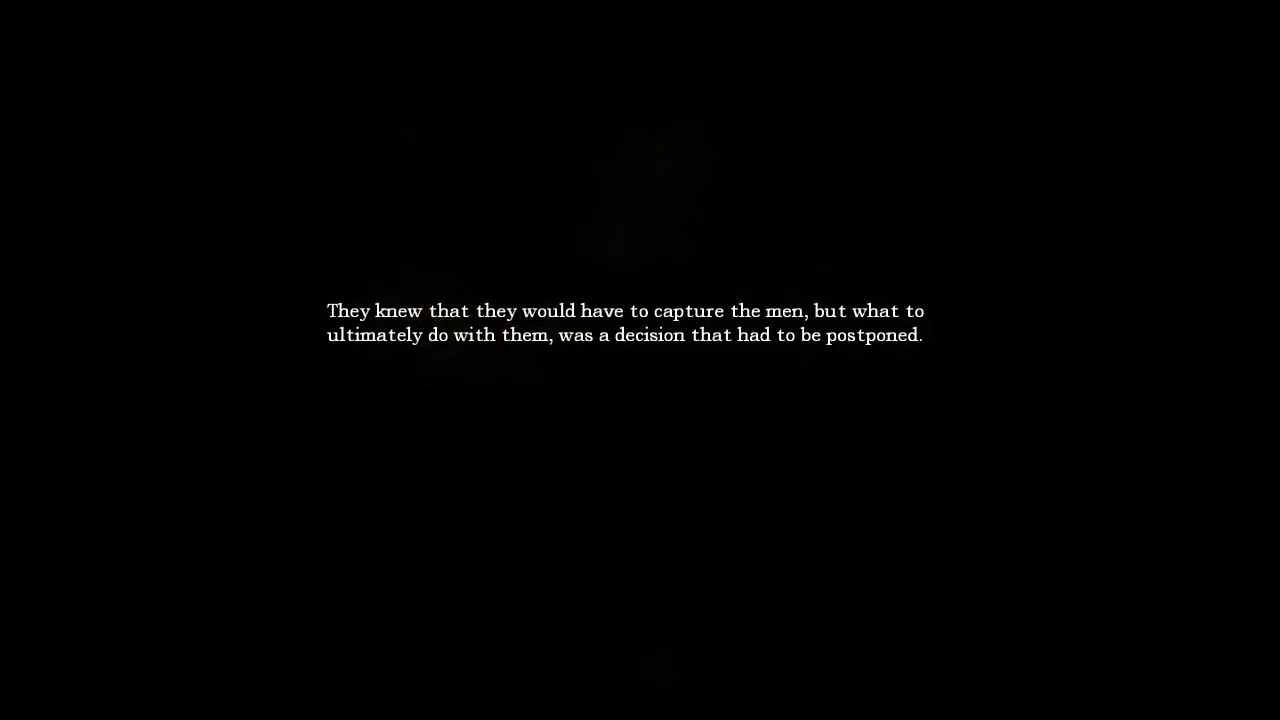 They knew that they would have to capture the men, but what to
ultimately do with them, was a decision that had to be postponed.